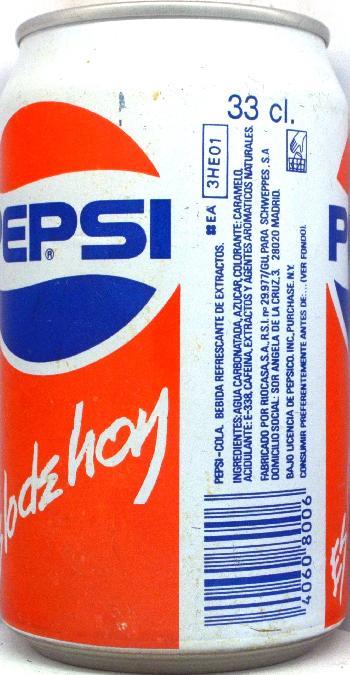 33 cl.
PEPSI®
EA 3HE01
PEPSI-COLA. BEBIDA REFRESCANTE DE EXTRACTOS.
INGREDIENTES: AGUA CARBONATADA, AZUCAR, COLORANTE: CARAMELO,
ACIDULANTE: E-338, CAFEINA, EXTRACTOS Y AGENTES AROMATICOS NATURALES.
FABRICADO POR RIOCASA, S.A., R.S.I. nº 29.977/GU, PARA SCHWEPPES, S.A
DOMICILIO SOCIAL: SOR ANGELA DE LA CRUZ, 3. 28020 MADRID.
BAJO LICENCIA DE PEPSICO. INC., PURCHASE. N.Y.
CONSUMIR PREFERENTEMENTE ANTES DE:... (VER FONDO).
de hoy
4060 8006
P